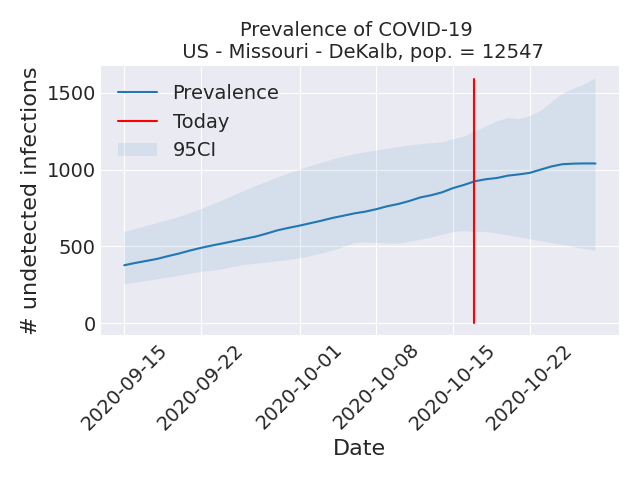 Prevalence of COVID-19
US - Missouri - DeKalb, pop. = 12547
# undetected infections
1500
1000
500
0
Prevalence
Today
95CI
2020-09-15
2020-09-22
2020-10-01
2020-10-08
2020-10-15
2020-10-22
Date